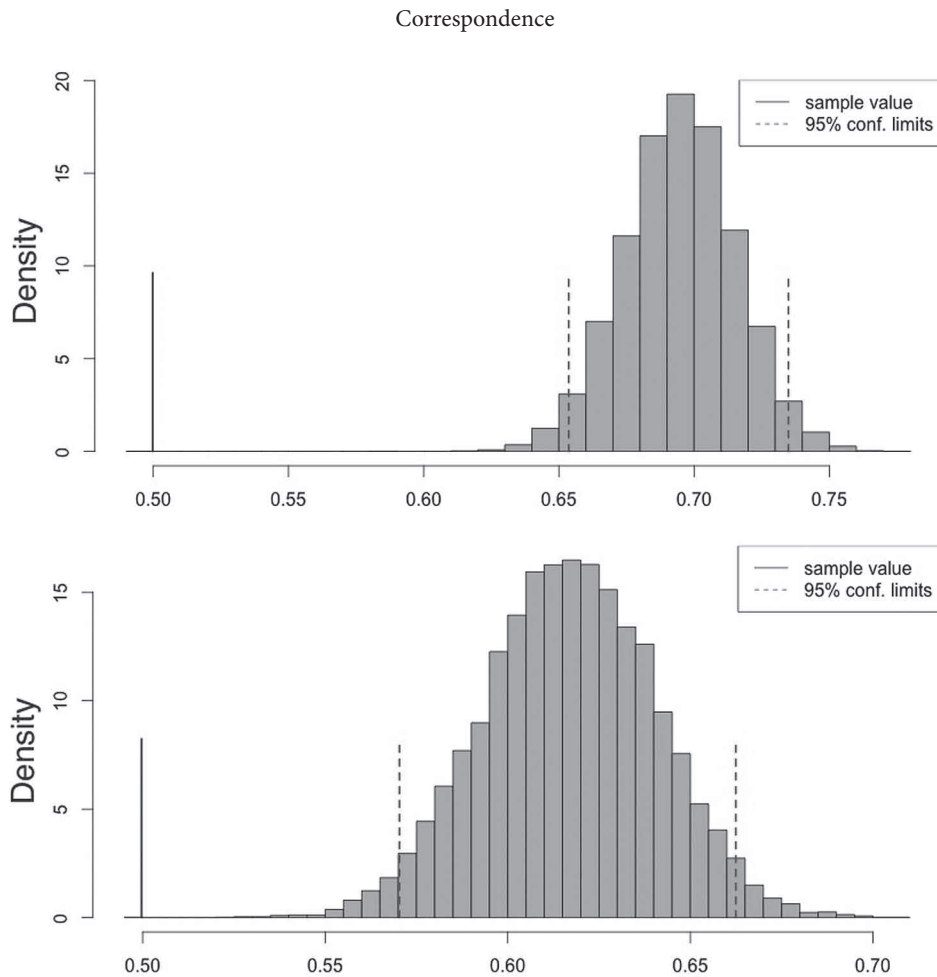 Correspondence
20
15
10
5
0
Density
sample value
95% conf. limits
0.50 0.55 0.60 0.65 0.70 0.75
15
10
5
0
Density
sample value
95% conf. limits
0.50 0.55 0.60 0.65 0.70